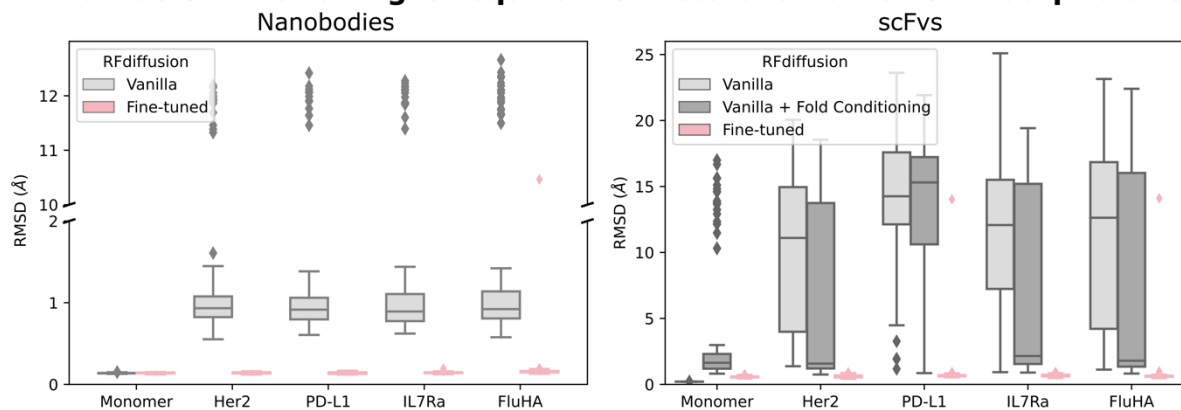 Nanobodies
RMSD (Å)
12
11
10
2
1
0
RFdiffusion
Vanilla
Fine-tuned
Monomer Her2 PD-L1 IL7Ra FluHA
scFvs
RMSD (Å)
25
20
15
10
5
0
RFdiffusion
Vanilla
Vanilla + Fold Conditioning
Fine-tuned
Monomer Her2 PD-L1 IL7Ra FluHA